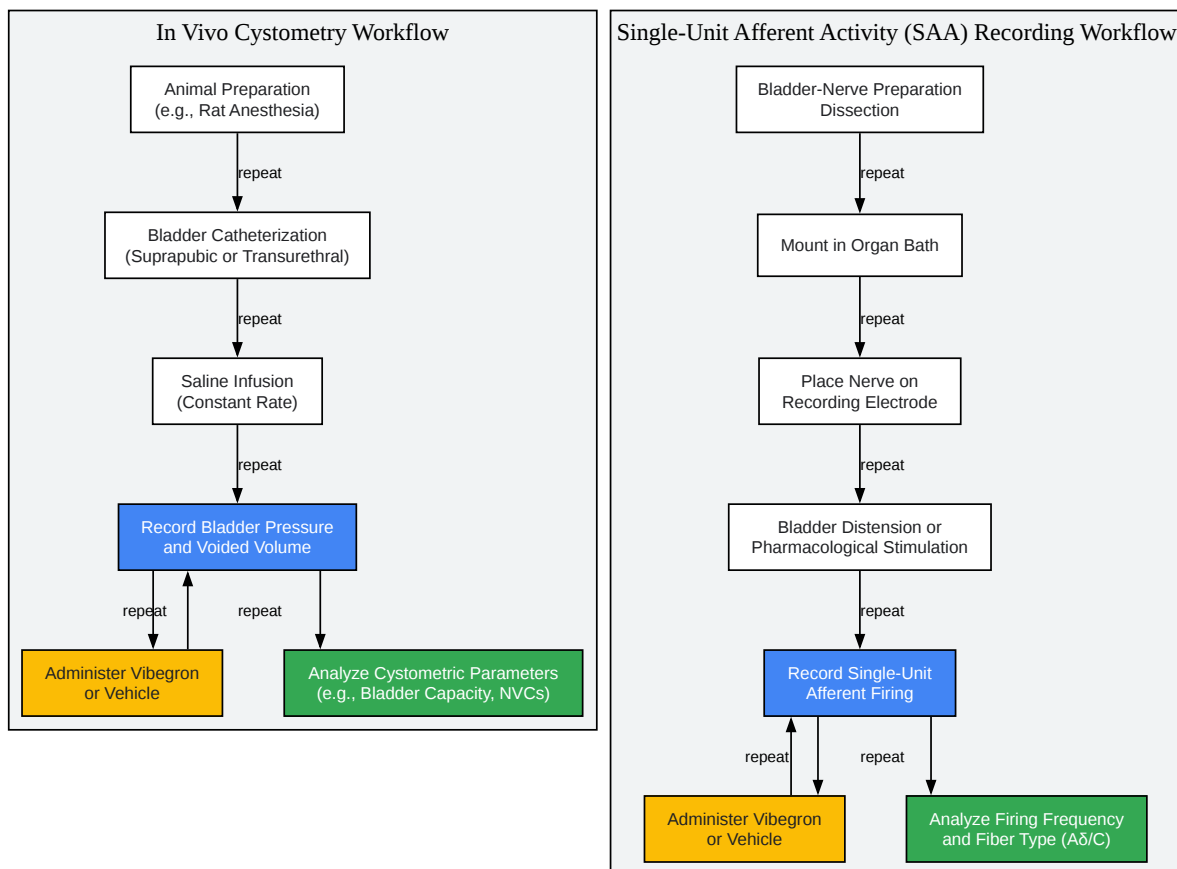 In Vivo Cystometry Workflow
Animal Preparation
(e.g., Rat Anesthesia)
repeat
Bladder Catheterization
(Suprapubic or Transurethral)
repeat
Saline Infusion
(Constant Rate)
repeat
Record Bladder Pressure
and Voided Volume
repeat
repeat
Administer Vibegron
or Vehicle
Analyze Cystometric Parameters
(e.g., Bladder Capacity, NVCs)
Single-Unit Afferent Activity (SAA) Recording Workflow
Bladder-Nerve Preparation
Dissection
repeat
Mount in Organ Bath
repeat
Place Nerve on
Recording Electrode
repeat
Bladder Distension or
Pharmacological Stimulation
repeat
Record Single-Unit
Afferent Firing
repeat
repeat
Administer Vibegron
or Vehicle
Analyze Firing Frequency
and Fiber Type (Aδ/C)